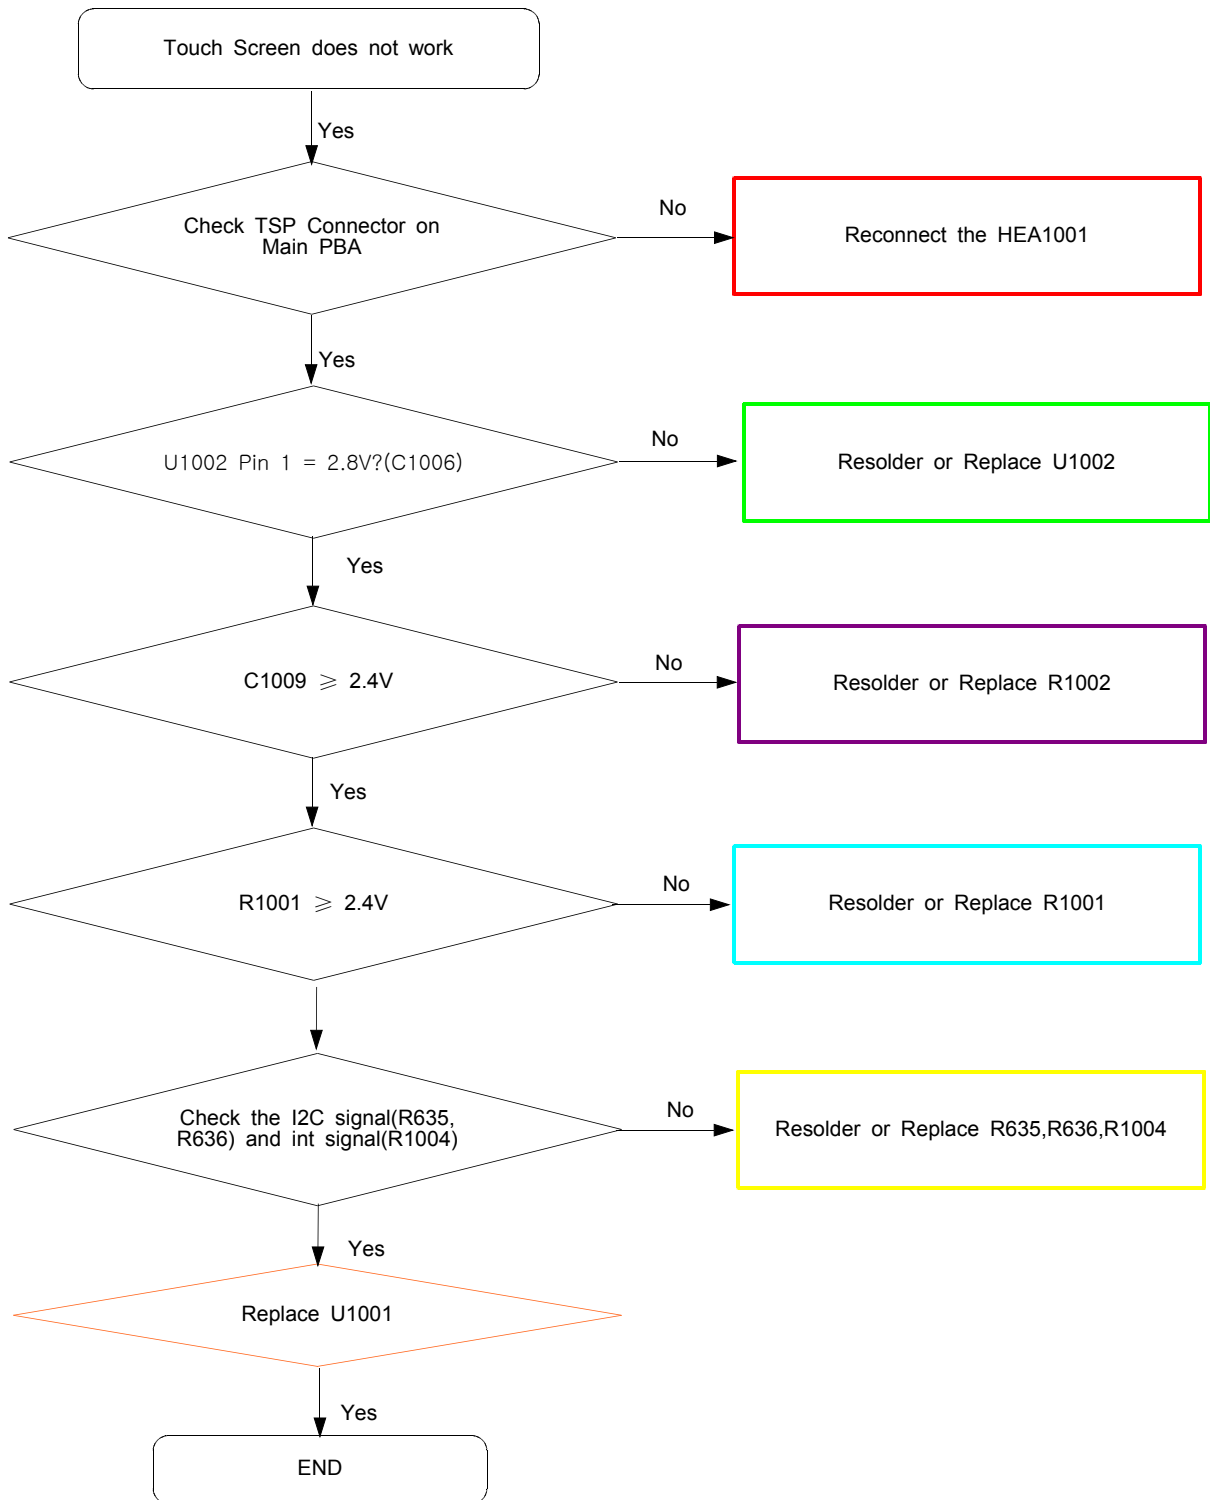 Touch Screen does not work
Yes
Check TSP Connector on
Main PBA
No
Reconnect the HEA1001
Yes
U1002 Pin 1 = 2.8V?(C1006)
No
Resolder or Replace U1002
Yes
C1009 ≥ 2.4V
No
Resolder or Replace R1002
Yes
R1001 ≥ 2.4V
No
Resolder or Replace R1001
Check the I2C signal(R635,
R636) and int signal(R1004)
No
Resolder or Replace R635,R636,R1004
Yes
Replace U1001
Yes
END